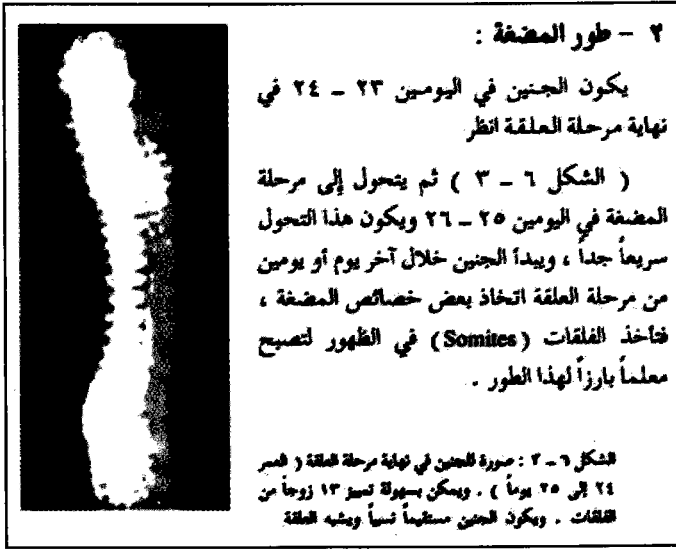 ٢ - طور المضغة :
يكون الجنين في اليومين ٢٣ - ٢٤ في
نهاية مرحلة العلقة انظر
( الشكل ٦ - ٣ ) ثم يتحول إلى مرحلة
المضغة في اليومين ٢٥ - ٢٦ ويكون هذا التحول
سريعاً جداً ، ويبدأ الجنين خلال آخر يوم أو يومين
من مرحلة العلقة اتخاذ بعض خصائص المضغة ،
فتأخذ الفلقات ( Somites ) في الظهور لتصبح
معلماً بارزاً لهذا الطور .
الشكل ٦ - ٣ : صورة للجنين في نهاية مرحلة العلقة ( العمر
٢٤ إلى ٢٥ يوماً ) . ويمكن بسهولة تمييز ١٣ زوجاً من
الفلقات . ويكون الجنين مستقيماً نسبياً ويشبه العلقة